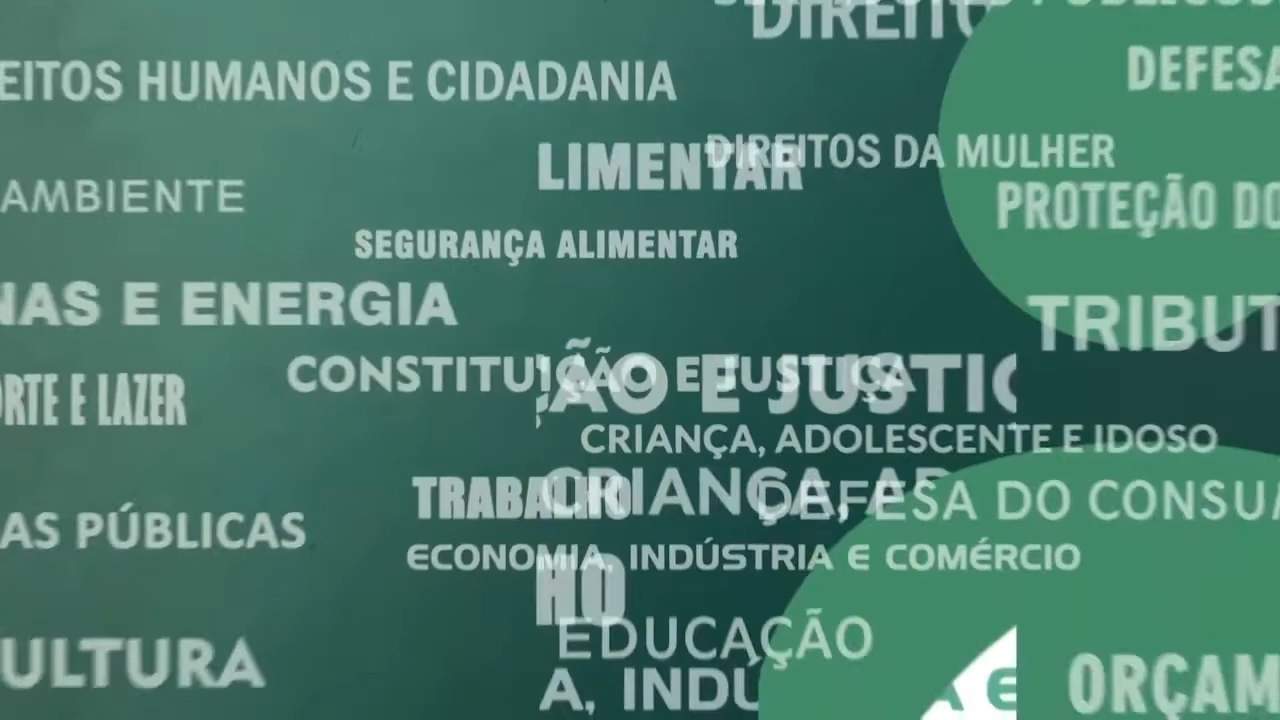 DIREITO
EITOS HUMANOS E CIDADANIA
DEFESA
DIREITOS DA MULHER
LIMENTAR
AMBIENTE
PROTEÇÃO DO
SEGURANÇA ALIMENTAR
NAS E ENERGIA
TRIBUT
CONSTITUIÇÃO E JUSTIÇA
ÃO E JUSTIÇ
ORTE E LAZER
CRIANÇA, ADOLESCENTE E IDOSO
TRABALHO
CRIANÇA, AD
DEFESA DO CONSU
AS PÚBLICAS
ECONOMIA, INDÚSTRIA E COMÉRCIO
HO
EDUCAÇÃO
ULTURA
A, INDÚ
A E
ORÇAM